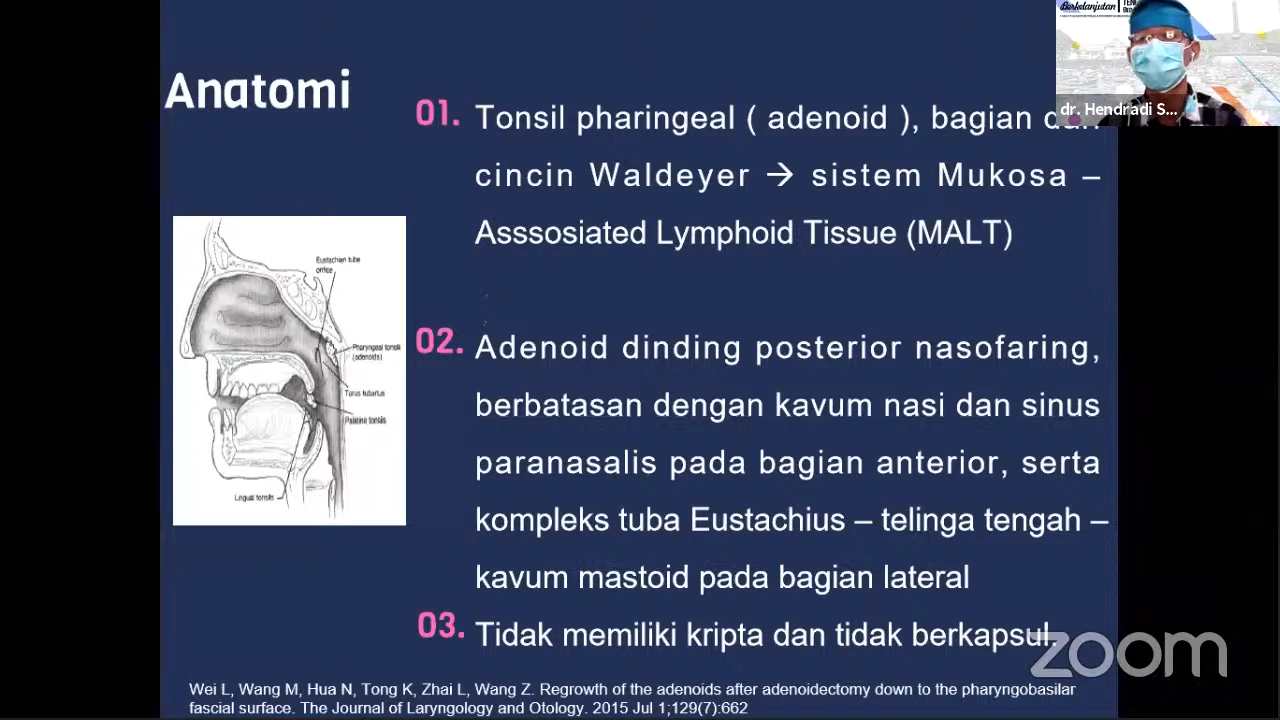 Berkelanjutan
Anatomi
dr. Hendradi S...
01. Tonsil pharingeal ( adenoid ), bagian
cincin Waldeyer → sistem Mukosa –
Asssosiated Lymphoid Tissue (MALT)
Eustachian tube
orifice
Pharyngeal tonsil
(adenoids)
Torus tubarius
Palatine tonsils
Lingual tonsils
02. Adenoid dinding posterior nasofaring,
berbatasan dengan kavum nasi dan sinus
paranasalis pada bagian anterior, serta
kompleks tuba Eustachius – telinga tengah –
kavum mastoid pada bagian lateral
03. Tidak memiliki kripta dan tidak berkapsul.
zoom
Wei L, Wang M, Hua N, Tong K, Zhai L, Wang Z. Regrowth of the adenoids after adenoidectomy down to the pharyngobasilar
fascial surface. The Journal of Laryngology and Otology. 2015 Jul 1;129(7):662